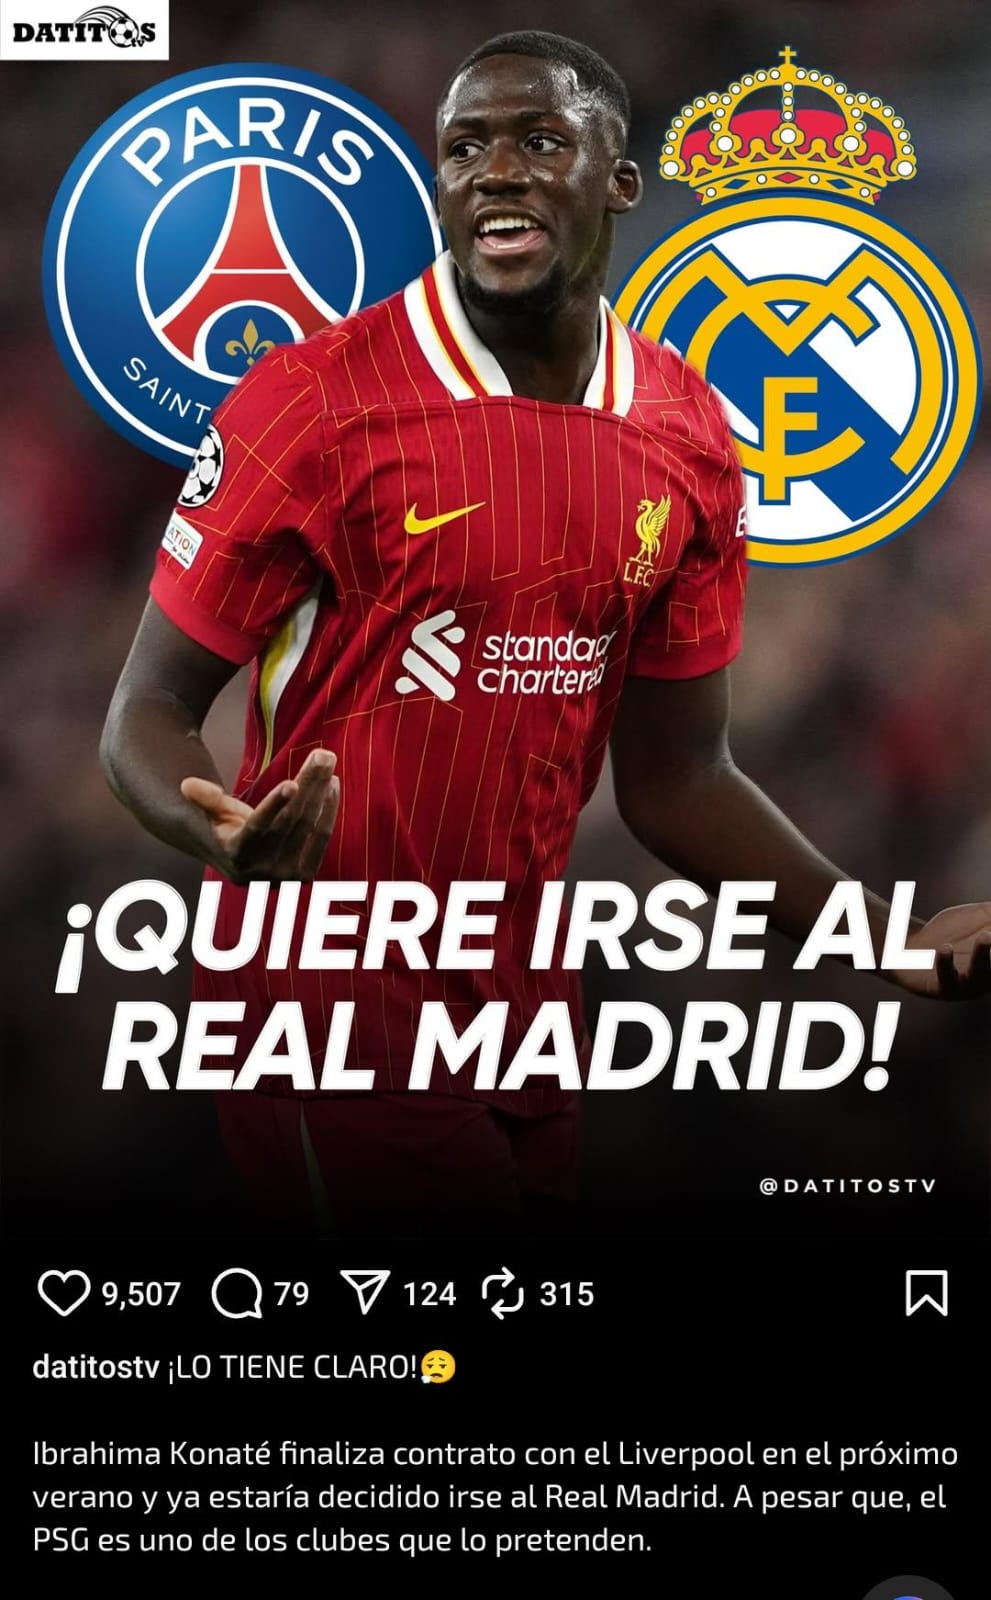 DATITOS
tv
PARIS
SAINT
ATION
L.F.C.
standard
chartered
¡QUIERE IRSE AL
REAL MADRID!
@DATITOSTV
9,507 79 124 315
datitostv ¡LO TIENE CLARO!😮‍💨
Ibrahima Konaté finaliza contrato con el Liverpool en el próximo
verano y ya estaría decidido irse al Real Madrid. A pesar que, el
PSG es uno de los clubes que lo pretenden.